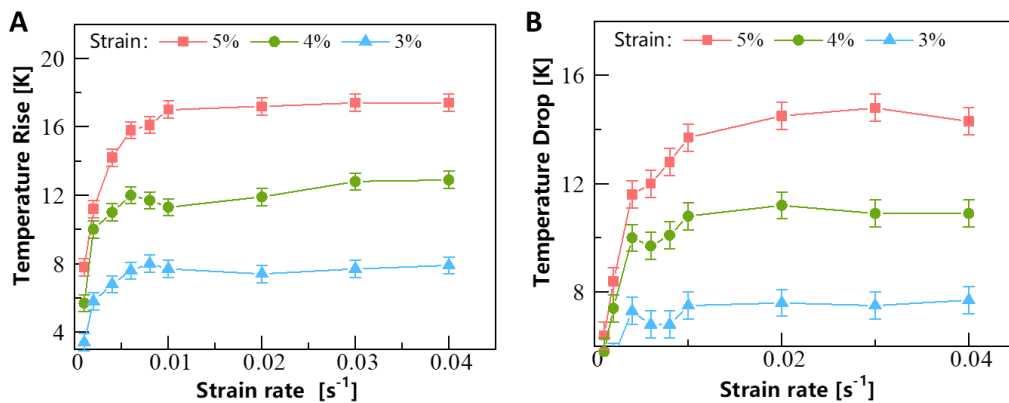 A
Strain: 5% 4% 3%
Temperature Rise [K]
20
16
12
8
4
0 0.01 0.02 0.03 0.04
Strain rate [s⁻¹]
B
Strain: 5% 4% 3%
Temperature Drop [K]
16
12
8
0 0.02 0.04
Strain rate [s⁻¹]